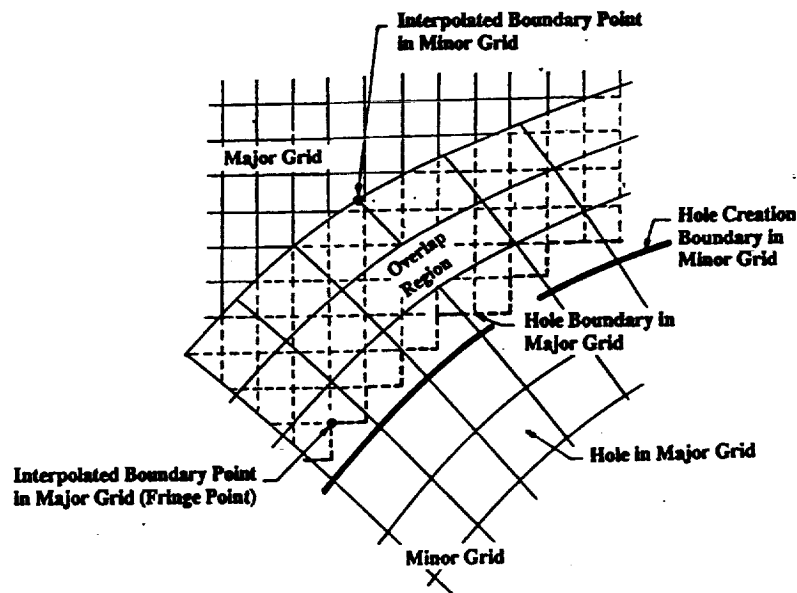 Interpolated Boundary Point
in Minor Grid
Major Grid
Hole Creation
Boundary in
Minor Grid
Overlap
Region
Hole Boundary in
Major Grid
Interpolated Boundary Point
in Major Grid (Fringe Point)
Hole in Major Grid
Minor Grid